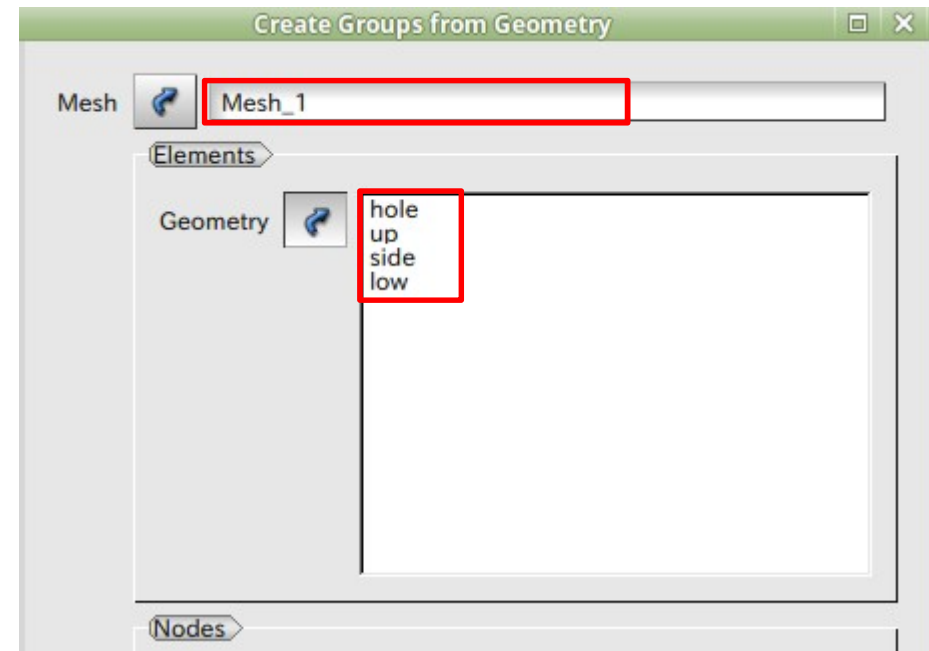 Create Groups from Geometry
Mesh
Mesh_1
Elements
Geometry
hole
up
side
low
Nodes